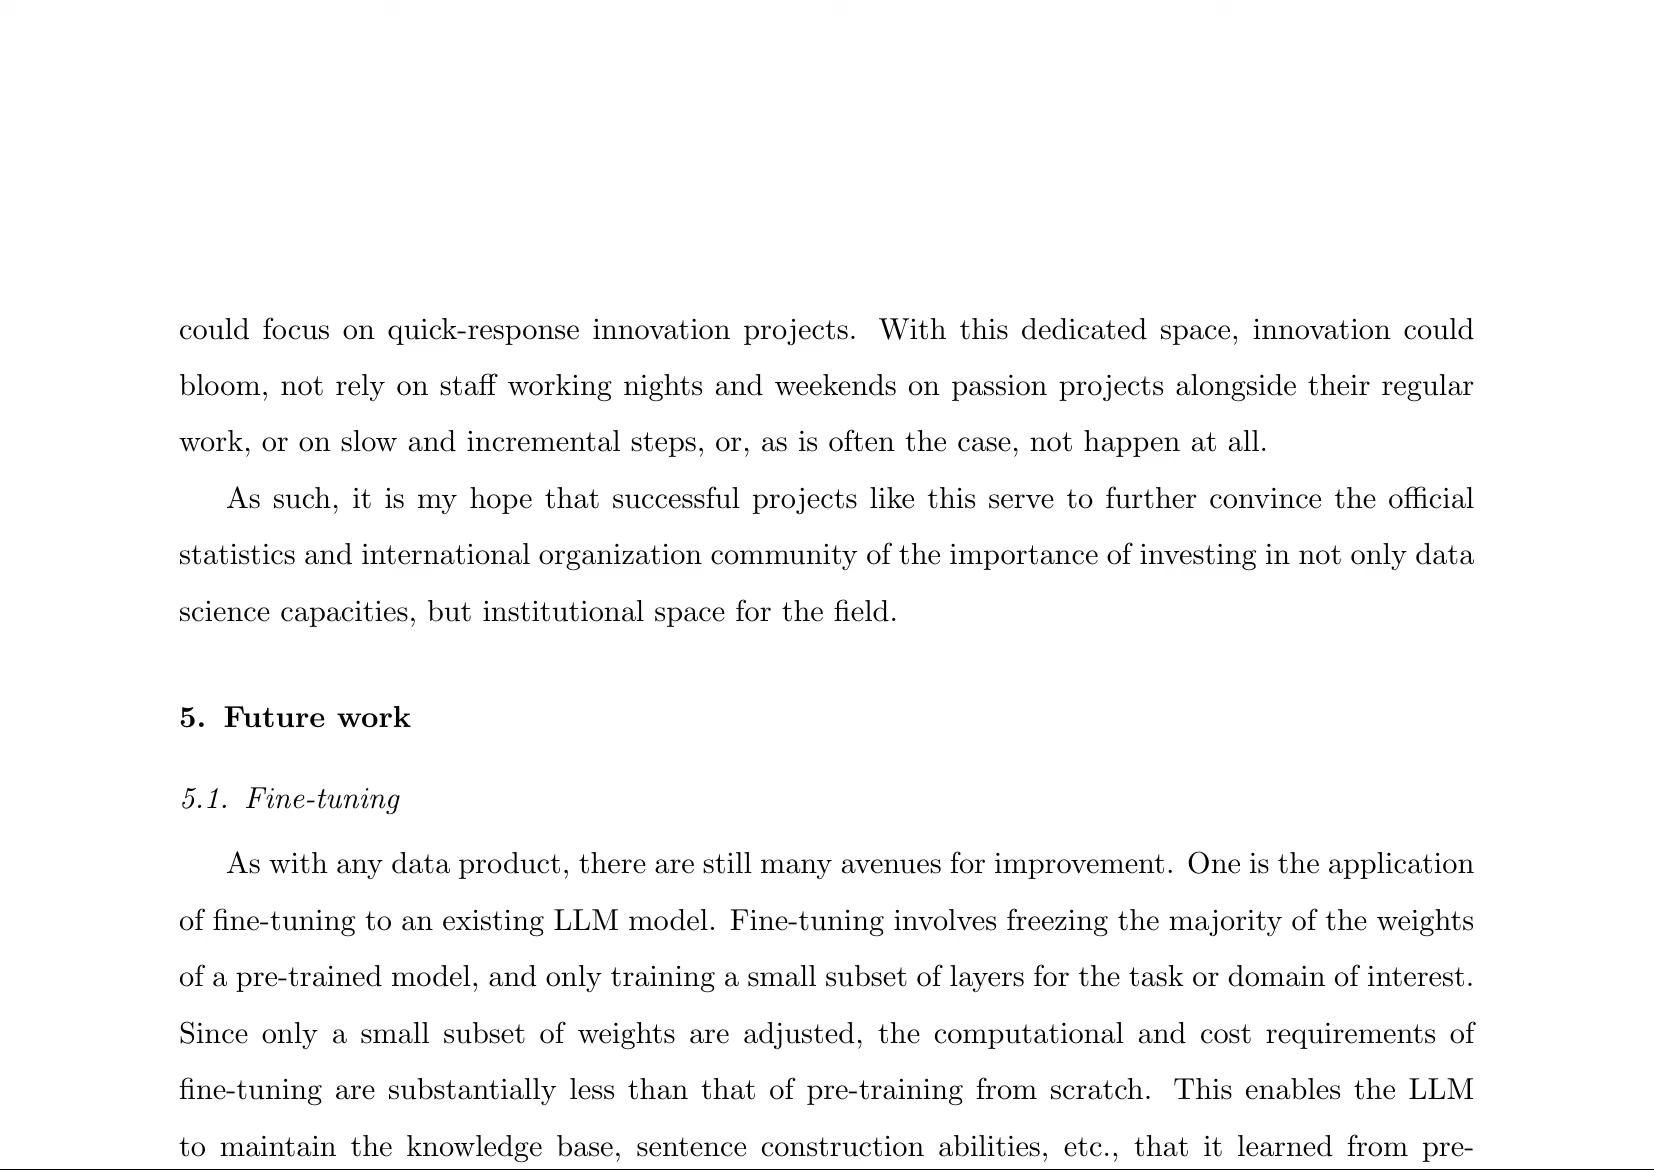 could focus on quick-response innovation projects. With this dedicated space, innovation could
bloom, not rely on staff working nights and weekends on passion projects alongside their regular
work, or on slow and incremental steps, or, as is often the case, not happen at all.
As such, it is my hope that successful projects like this serve to further convince the official
statistics and international organization community of the importance of investing in not only data
science capacities, but institutional space for the field.
5. Future work
5.1. Fine-tuning
As with any data product, there are still many avenues for improvement. One is the application
of fine-tuning to an existing LLM model. Fine-tuning involves freezing the majority of the weights
of a pre-trained model, and only training a small subset of layers for the task or domain of interest.
Since only a small subset of weights are adjusted, the computational and cost requirements of
fine-tuning are substantially less than that of pre-training from scratch. This enables the LLM
to maintain the knowledge base, sentence construction abilities, etc., that it learned from pre-